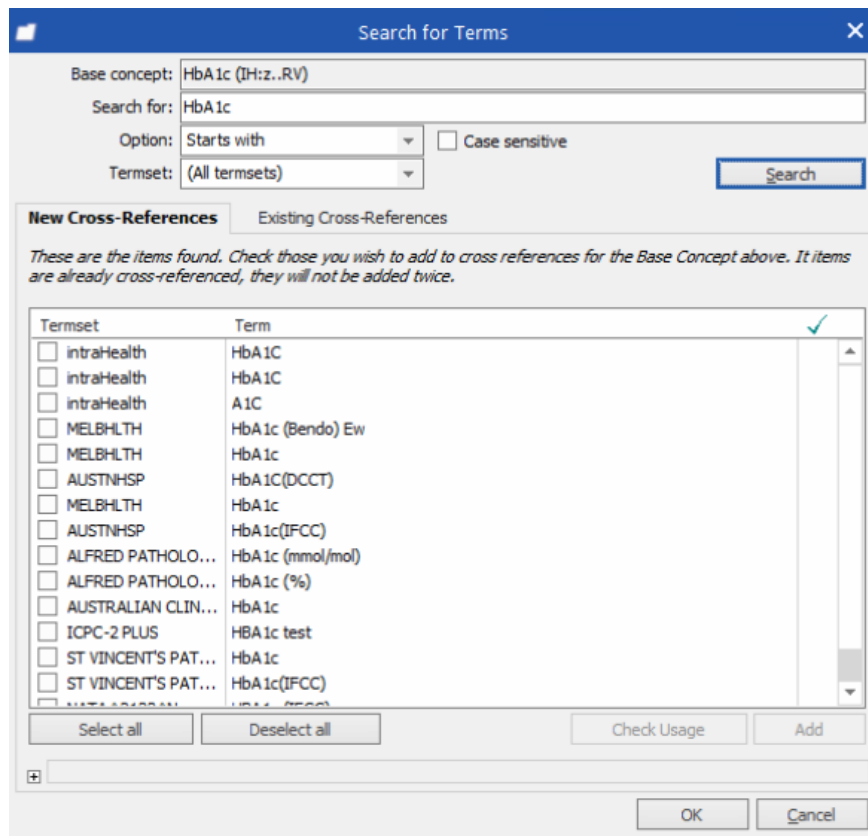 Search for Terms
Base concept: HbA1c (IH:z..RV)
Search for: HbA1c
Option: Starts with Case sensitive
Termset: (All termsets) Search
New Cross-References Existing Cross-References
These are the items found. Check those you wish to add to cross references for the Base Concept above. It items
are already cross-referenced, they will not be added twice.
Termset Term
intraHealth HbA1C
intraHealth HbA1C
intraHealth A1C
MELBHLTH HbA1c (Bendo) Ew
MELBHLTH HbA1c
AUSTNHSP HbA1C(DCCT)
MELBHLTH HbA1c
AUSTNHSP HbA1c(IFCC)
ALFRED PATHOLO... HbA1c (mmol/mol)
ALFRED PATHOLO... HbA1c (%)
AUSTRALIAN CLIN... HbA1c
ICPC-2 PLUS HBA1c test
ST VINCENT'S PAT... HbA1c
ST VINCENT'S PAT... HbA1c(IFCC)
Select all Deselect all Check Usage Add
OK Cancel